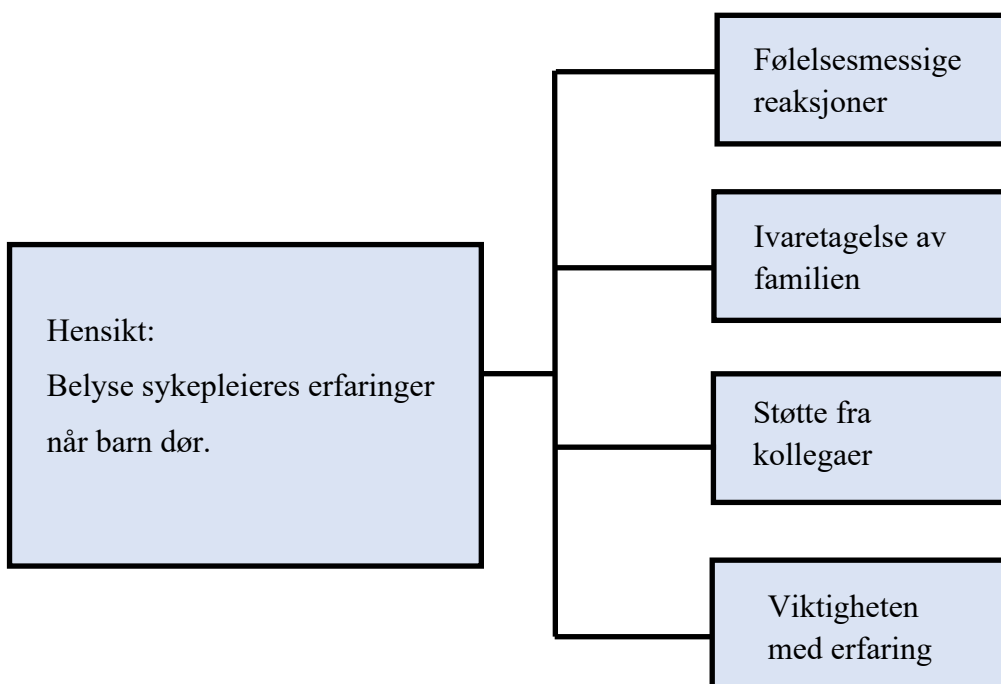 Følelsesmessige
reaksjoner
Ivaretagelse av
familien
Hensikt:
Belyse sykepleieres erfaringer
når barn dør.
Støtte fra
kollegaer
Viktigheten
med erfaring